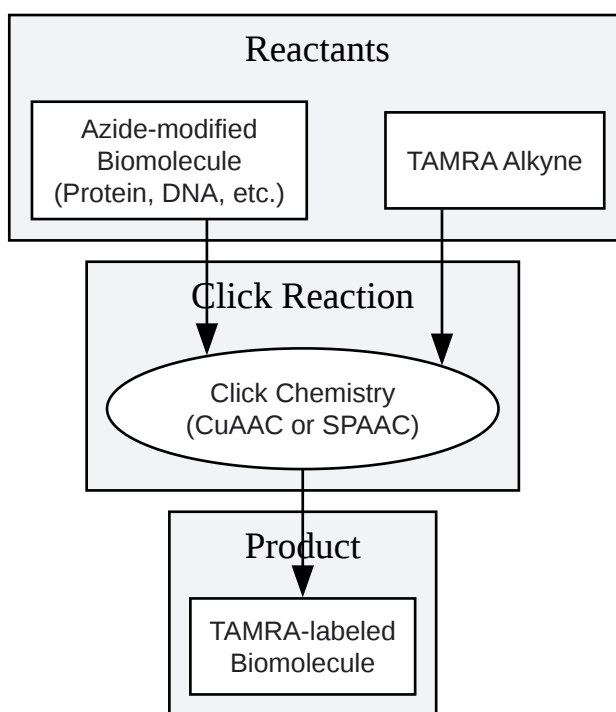 Reactants
Azide-modified
Biomolecule
(Protein, DNA, etc.)
TAMRA Alkyne
Click Reaction
Click Chemistry
(CuAAC or SPAAC)
Product
TAMRA-labeled
Biomolecule